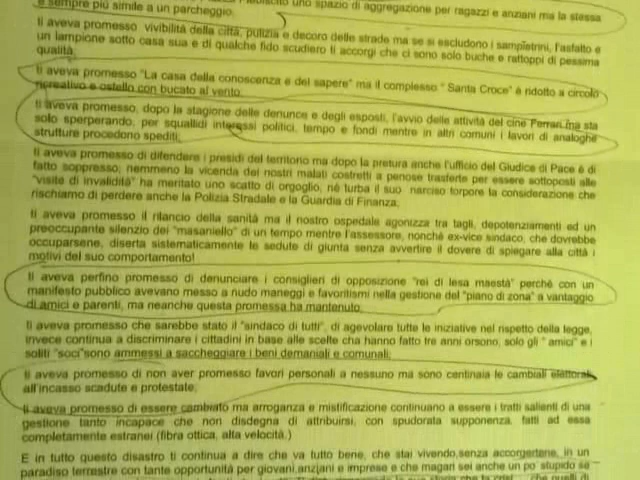 uno spazio di aggregazione per ragazzi e anziani ma la stessa
è sempre più simile a un parcheggio.
ti aveva promesso vivibilità della città, pulizia e decoro delle strade ma se si escludono i sampietrini, l'asfalto e
un lampione sotto casa sua e di qualche fido scudiero ti accorgi che ci sono solo buche e rattoppi di pessima
qualità.
ti aveva promesso "La casa della conoscenza e del sapere" ma il complesso " Santa Croce" è ridotto a circolo
ricreativo e ostello con bucato al vento.
ti aveva promesso, dopo la stagione delle denunce e degli esposti, l'avvio delle attività del cine Ferrari ma sta
solo sperperando, per squallidi interessi politici, tempo e fondi mentre in altri comuni i lavori di analoghe
strutture procedono spediti.
ti aveva promesso di difendere i presidi del territorio ma dopo la pretura anche l'ufficio del Giudice di Pace è di
fatto soppresso; nemmeno la vicenda dei nostri malati costretti a penose trasferte per essere sottoposti alle
"visite di invalidità" ha meritato uno scatto di orgoglio, né turba il suo narciso torpore la considerazione che
rischiamo di perdere anche la Polizia Stradale e la Guardia di Finanza.
ti aveva promesso il rilancio della sanità ma il nostro ospedale agonizza tra tagli, depotenziamenti ed un
preoccupante silenzio dei "masaniello" di un tempo mentre l'assessore, nonché ex-vice sindaco, che dovrebbe
occuparsene, diserta sistematicamente le sedute di giunta senza avvertire il dovere di spiegare alla città i
motivi del suo comportamento!
ti aveva perfino promesso di denunciare i consiglieri di opposizione "rei di lesa maestà" perché con un
manifesto pubblico avevano messo a nudo maneggi e favoritismi nella gestione del "piano di zona" a vantaggio
di amici e parenti, ma neanche questa promessa ha mantenuto.
ti aveva promesso che sarebbe stato il "sindaco di tutti", di agevolare tutte le iniziative nel rispetto della legge,
invece continua a discriminare i cittadini in base alle scelte cha hanno fatto tre anni orsono, solo gli " amici" e i
soliti "soci"sono ammessi a saccheggiare i beni demaniali e comunali.
ti aveva promesso di non aver promesso favori personali a nessuno ma sono centinaia le cambiali elettorali
all'incasso scadute e protestate.
ti aveva promesso di essere cambiato ma arroganza e mistificazione continuano a essere i tratti salienti di una
gestione tanto incapace che non disdegna di attribuirsi, con spudorata supponenza, fatti ad essa
completamente estranei (fibra ottica, alta velocità.)
E in tutto questo disastro ti continua a dire che va tutto bene, che stai vivendo,senza accorgertene, in un
paradiso terrestre con tante opportunità per giovani,anziani e imprese e che magari sei anche un po' stupido se